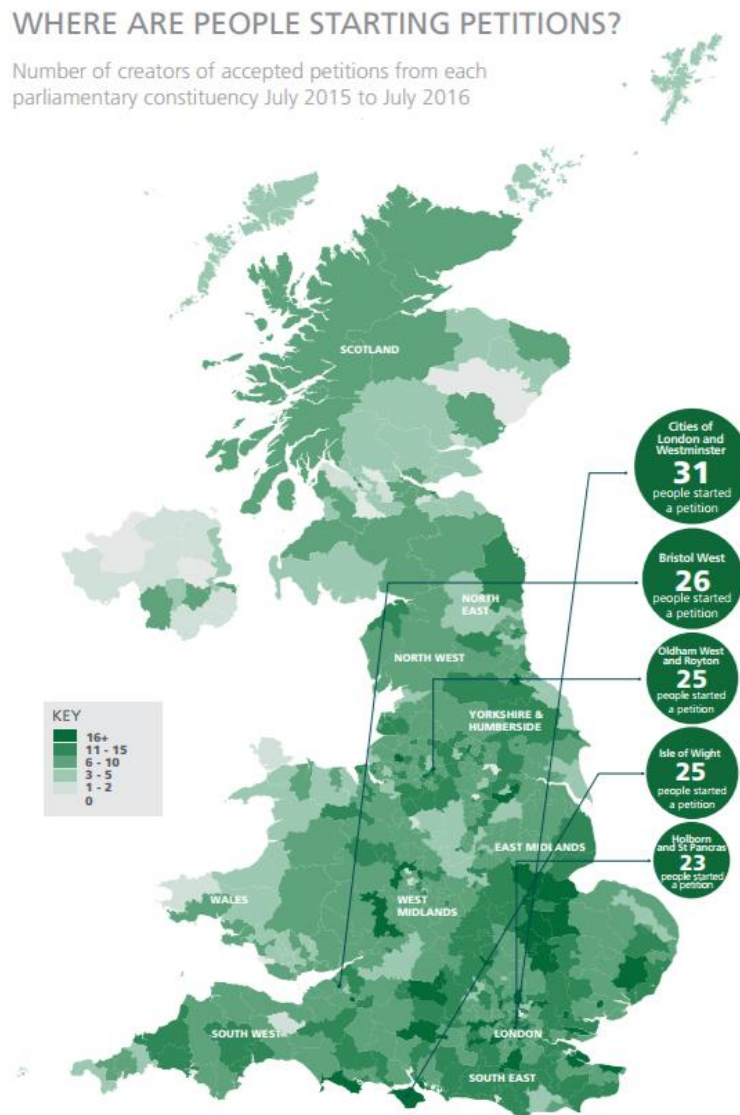 WHERE ARE PEOPLE STARTING PETITIONS?
Number of creators of accepted petitions from each
parliamentary constituency July 2015 to July 2016
SCOTLAND
Cities of
London and
Westminster
31
people started
a petition
Bristol West
26
people started
a petition
NORTH
EAST
NORTH WEST
Oldham West
and Royton
25
people started
a petition
YORKSHIRE &
HUMBERSIDE
KEY
16+
11 - 15
6 - 10
3 - 5
1 - 2
0
Isle of Wight
25
people started
a petition
EAST MIDLANDS
Holborn
and St Pancras
23
people started
a petition
WALES
WEST
MIDLANDS
SOUTH WEST
LONDON
SOUTH EAST